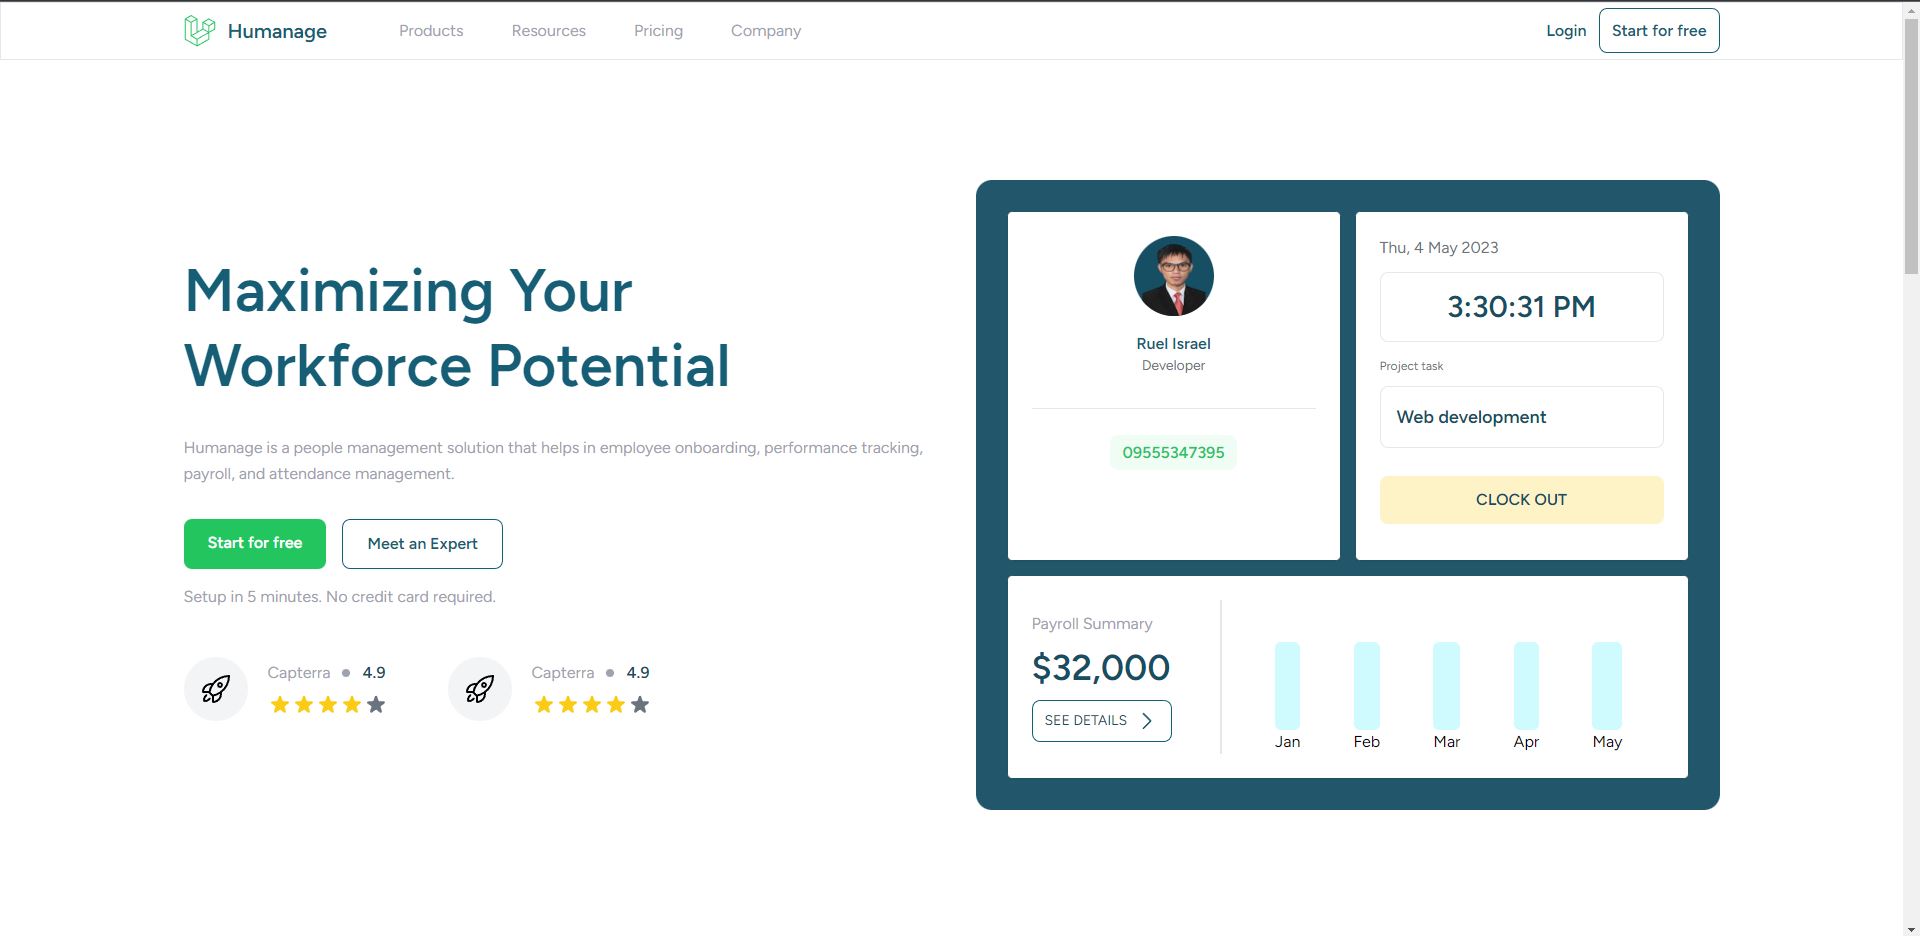 Humanage
Products
Resources
Pricing
Company
Login
Start for free
Maximizing Your
Workforce Potential
Humanage is a people management solution that helps in employee onboarding, performance tracking,
payroll, and attendance management.
Start for free
Meet an Expert
Setup in 5 minutes. No credit card required.
Capterra
4.9
Capterra
4.9
Ruel Israel
Developer
09555347395
Thu, 4 May 2023
3:30:31 PM
Project task
Web development
CLOCK OUT
Payroll Summary
$32,000
SEE DETAILS
Jan
Feb
Mar
Apr
May